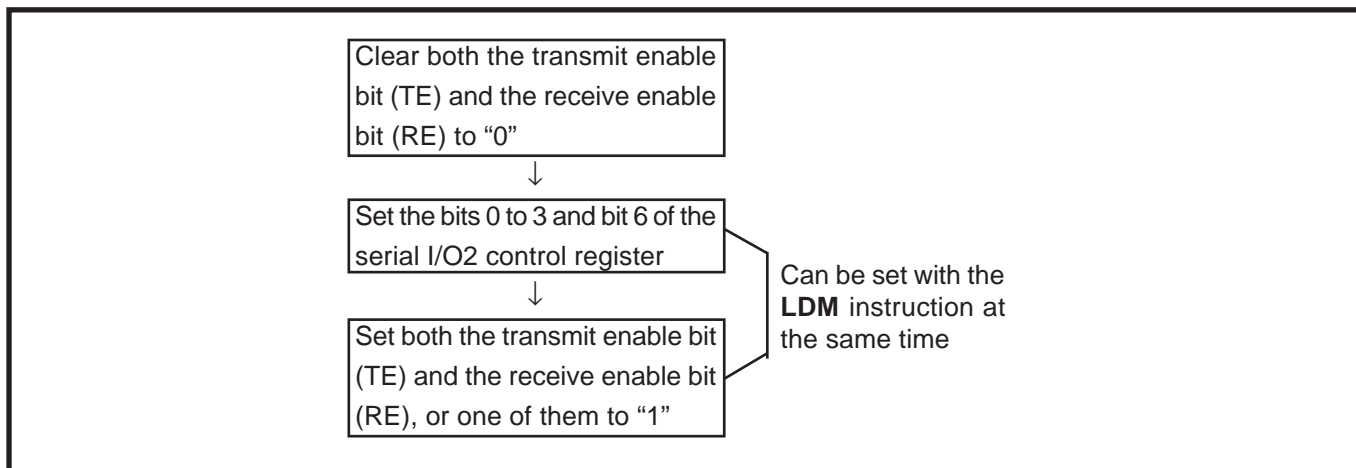 Clear both the transmit enable
bit (TE) and the receive enable
bit (RE) to “0”
↓
Set the bits 0 to 3 and bit 6 of the
serial I/O2 control register
↓
Set both the transmit enable bit
(TE) and the receive enable bit
(RE), or one of them to “1”
Can be set with the
LDM instruction at
the same time